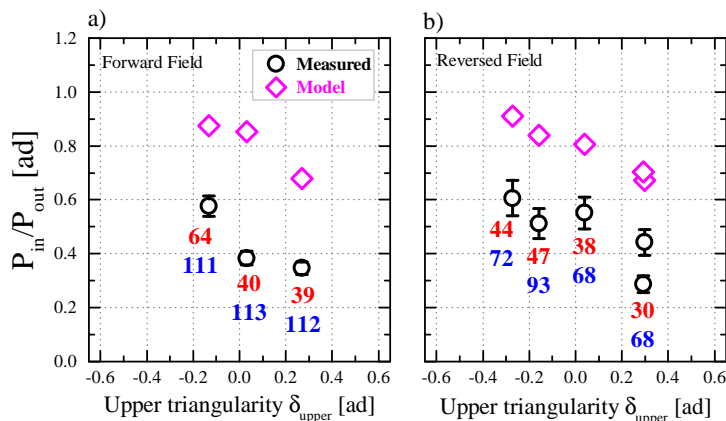 a)
b)
Forward Field
Measured
Model
Reversed Field
P_in/P_out [ad]
1.2
1.0
0.8
0.6
0.4
0.2
0.0
64
111
40
113
39
112
44
72
47
93
38
68
30
68
-0.6 -0.4 -0.2 0.0 0.2 0.4 0.6
-0.6 -0.4 -0.2 0.0 0.2 0.4 0.6
Upper triangularity δ_upper [ad]
Upper triangularity δ_upper [ad]